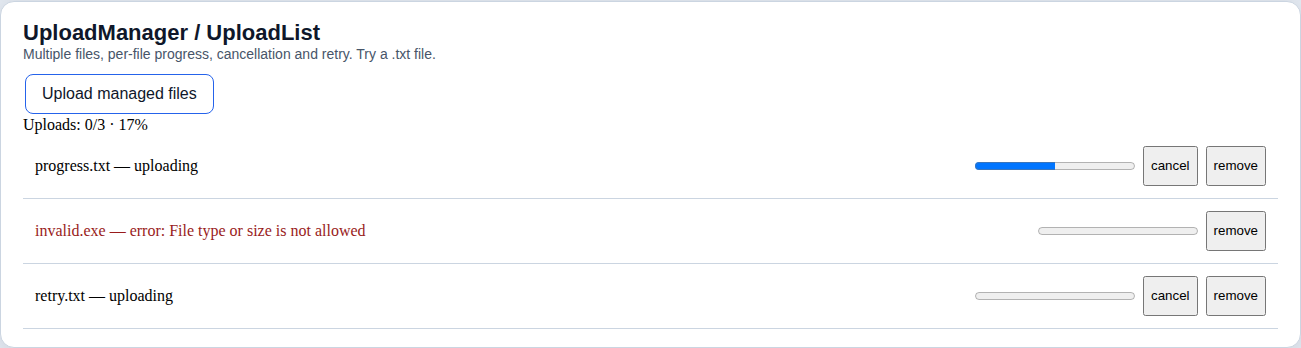 UploadManager / UploadList
Multiple files, per-file progress, cancellation and retry. Try a .txt file.
Upload managed files
Uploads: 0/3 · 17%
progress.txt — uploading cancel remove
invalid.exe — error: File type or size is not allowed remove
retry.txt — uploading cancel remove